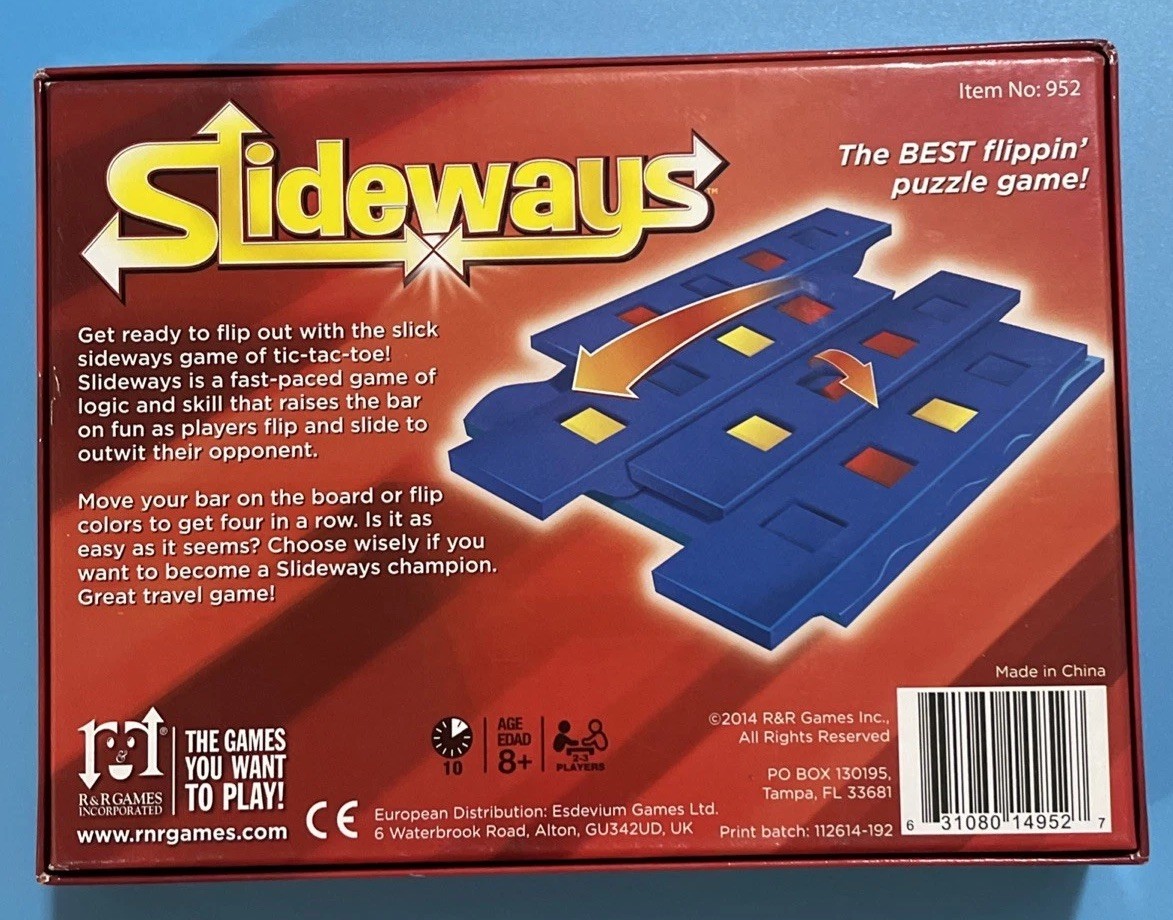 Item No: 952
Slideways™
The BEST flippin'
puzzle game!
Get ready to flip out with the slick
sideways game of tic-tac-toe!
Slideways is a fast-paced game of
logic and skill that raises the bar
on fun as players flip and slide to
outwit their opponent.
Move your bar on the board or flip
colors to get four in a row. Is it as
easy as it seems? Choose wisely if you
want to become a Slideways champion.
Great travel game!
Made in China
r&r®
R&R GAMES
INCORPORATED
THE GAMES
YOU WANT
TO PLAY!
www.rnrgames.com
10
AGE
EDAD
8+
2-3
PLAYERS
CE
European Distribution: Esdevium Games Ltd.
6 Waterbrook Road, Alton, GU342UD, UK
©2014 R&R Games Inc.,
All Rights Reserved
PO BOX 130195,
Tampa, FL 33681
Print batch: 112614-192
6 31080 14952 7